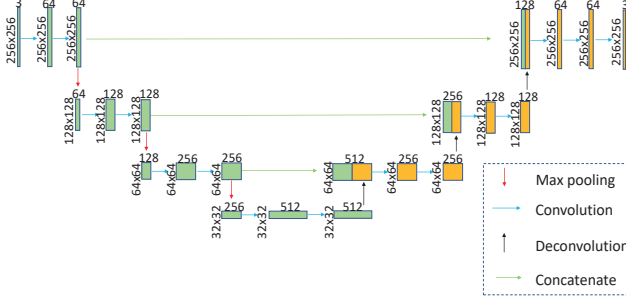 3 64 64 128 64 64 3
256x256 256x256 256x256 256x256 256x256 256x256 256x256
64 128 128 256 128 128
128x128 128x128 128x128 128x128 128x128 128x128
128 256 256 512 256 256
64x64 64x64 64x64 64x64 64x64 64x64
256 512 512
32x32 32x32 32x32
Max pooling
Convolution
Deconvolution
Concatenate